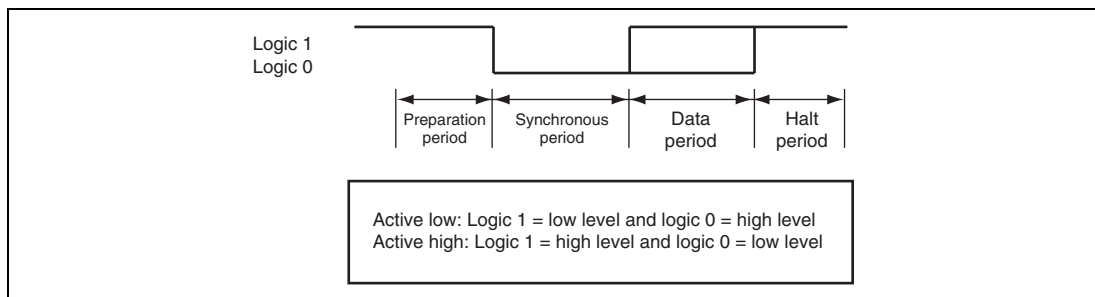 Logic 1
Logic 0
Preparation period
Synchronous period
Data period
Halt period
Active low: Logic 1 = low level and logic 0 = high level
Active high: Logic 1 = high level and logic 0 = low level